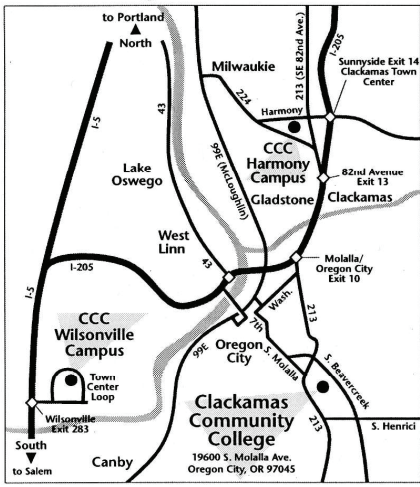 to Portland
North
Milwaukie
213 (SE 82nd Ave.)
I-205
Sunnyside Exit 14
Clackamas Town
Center
224
Harmony
43
I-5
99E (McLoughlin)
CCC
Harmony
Campus
82nd Avenue
Exit 13
Lake
Oswego
Gladstone
Clackamas
West
Linn
43
Molalla/
Oregon City
Exit 10
I-205
I-5
Wash.
213
7th
CCC
Wilsonville
Campus
99E
Oregon
City
S. Molalla
S. Beavercreek
Town
Center
Loop
Wilsonville
Exit 283
Clackamas
Community
College
213
S. Henrici
South
to Salem
Canby
19600 S. Molalla Ave.
Oregon City, OR 97045